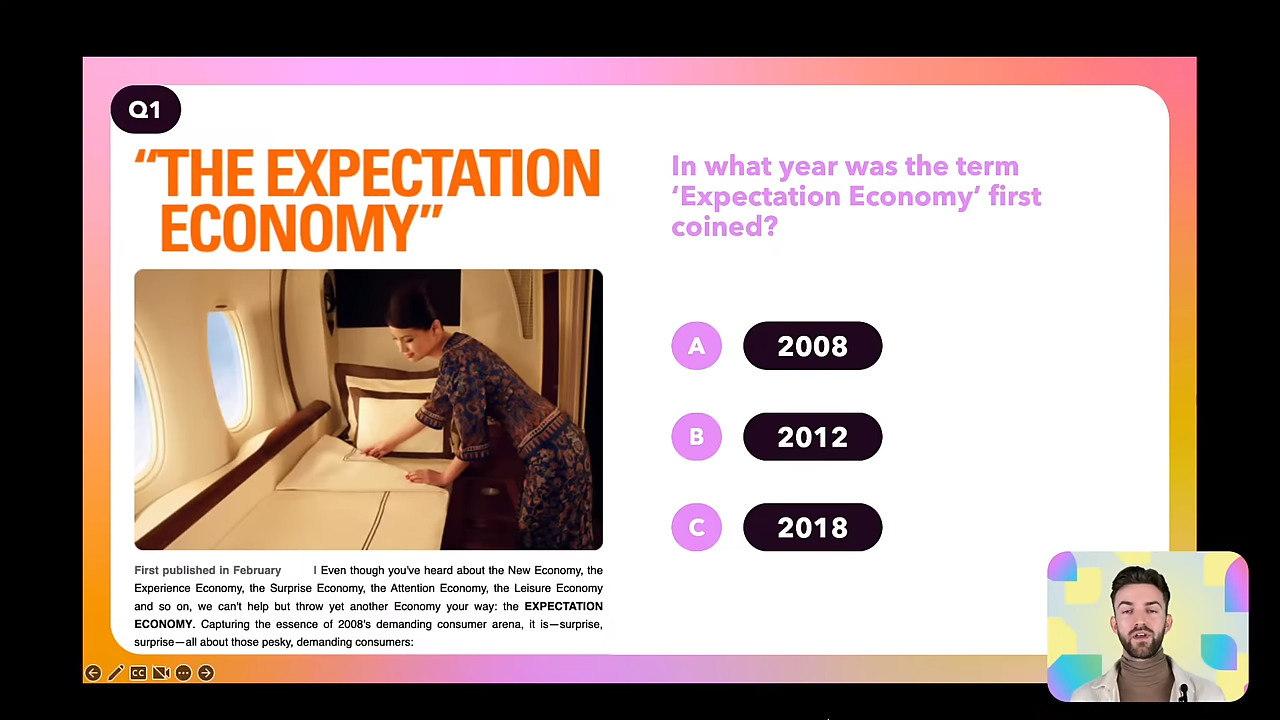 Q1
“THE EXPECTATION
ECONOMY”
First published in February | Even though you've heard about the New Economy, the
Experience Economy, the Surprise Economy, the Attention Economy, the Leisure Economy
and so on, we can't help but throw yet another Economy your way: the EXPECTATION
ECONOMY. Capturing the essence of 2008's demanding consumer arena, it is—surprise,
surprise—all about those pesky, demanding consumers:
In what year was the term
‘Expectation Economy’ first
coined?
A 2008
B 2012
C 2018
CC